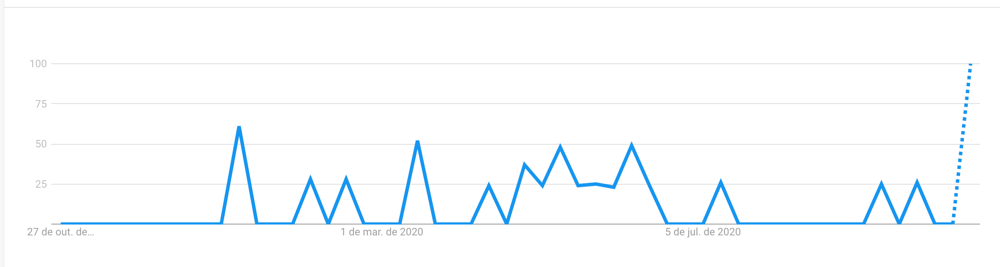 100
75
50
25
27 de out. de...
1 de mar. de 2020
5 de jul. de 2020